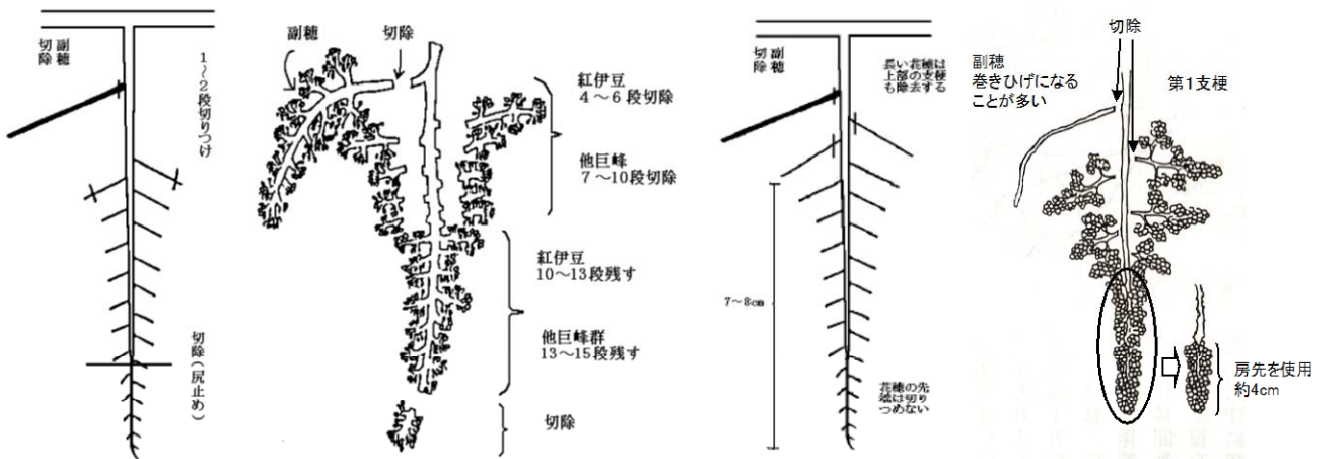 副穂
切除
1～2段切りつけ
切除(尻止め)
副穂
切除
紅伊豆
4～6段切除
他巨峰
7～10段切除
紅伊豆
10～13段残す
他巨峰群
13～15段残す
切除
副穂
切除
長い花穂は
上部の支梗
も除去する
7～8cm
花穂の先
端は切り
つめない
切除
副穂
巻きひげになる
ことが多い
第1支梗
房先を使用
約4cm